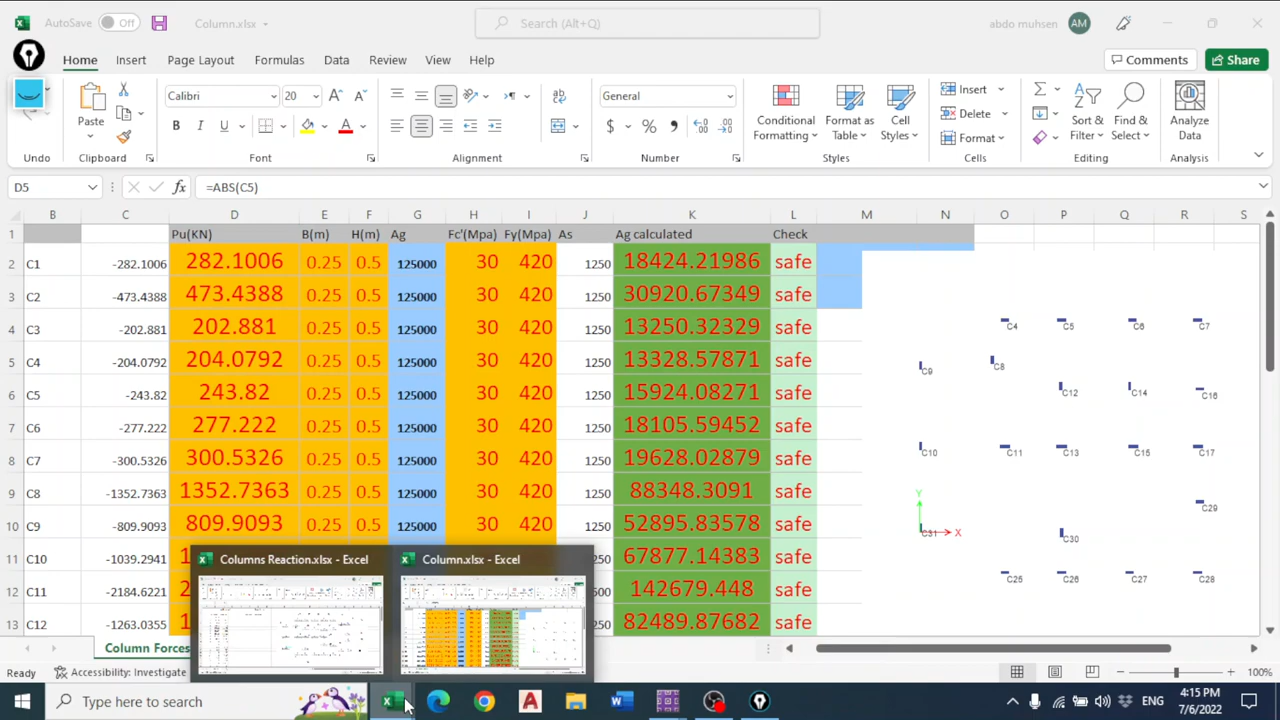 AutoSave Off Column.xlsx Search (Alt+Q) abdo muhsen AM
Home Insert Page Layout Formulas Data Review View Help Comments Share
Paste Calibri 20 General Conditional Formatting Format as Table Cell Styles Insert Delete Format Sort & Filter Find & Select Analyze Data
Undo Clipboard Font Alignment Number Styles Cells Editing Analysis
D5 fx =ABS(C5)
B C D E F G H I J K L M N O P Q R S
1 Pu(KN) B(m) H(m) Ag Fc'(Mpa) Fy(Mpa) As Ag calculated Check
2 C1 -282.1006 282.1006 0.25 0.5 125000 30 420 1250 18424.21986 safe
3 C2 -473.4388 473.4388 0.25 0.5 125000 30 420 1250 30920.67349 safe
4 C3 -202.881 202.881 0.25 0.5 125000 30 420 1250 13250.32329 safe
5 C4 -204.0792 204.0792 0.25 0.5 125000 30 420 1250 13328.57871 safe
6 C5 -243.82 243.82 0.25 0.5 125000 30 420 1250 15924.08271 safe
7 C6 -277.222 277.222 0.25 0.5 125000 30 420 1250 18105.59452 safe
8 C7 -300.5326 300.5326 0.25 0.5 125000 30 420 1250 19628.02879 safe
9 C8 -1352.7363 1352.7363 0.25 0.5 125000 30 420 1250 88348.3091 safe
10 C9 -809.9093 809.9093 0.25 0.5 125000 30 420 1250 52895.83578 safe
11 C10 -1039.2941 67877.14383 safe
12 C11 -2184.6221 142679.448 safe
13 C12 -1263.0355 82489.87682 safe
C4 C5 C6 C7
C9 C8
C12 C14 C16
C10 C11 C13 C15 C17
Y
C29
C31 X C30
C25 C26 C27 C28
Columns Reaction.xlsx - Excel Column.xlsx - Excel
Column Forces
Ready Accessibility: Investigate 100%
Type here to search ENG 4:15 PM
7/6/2022